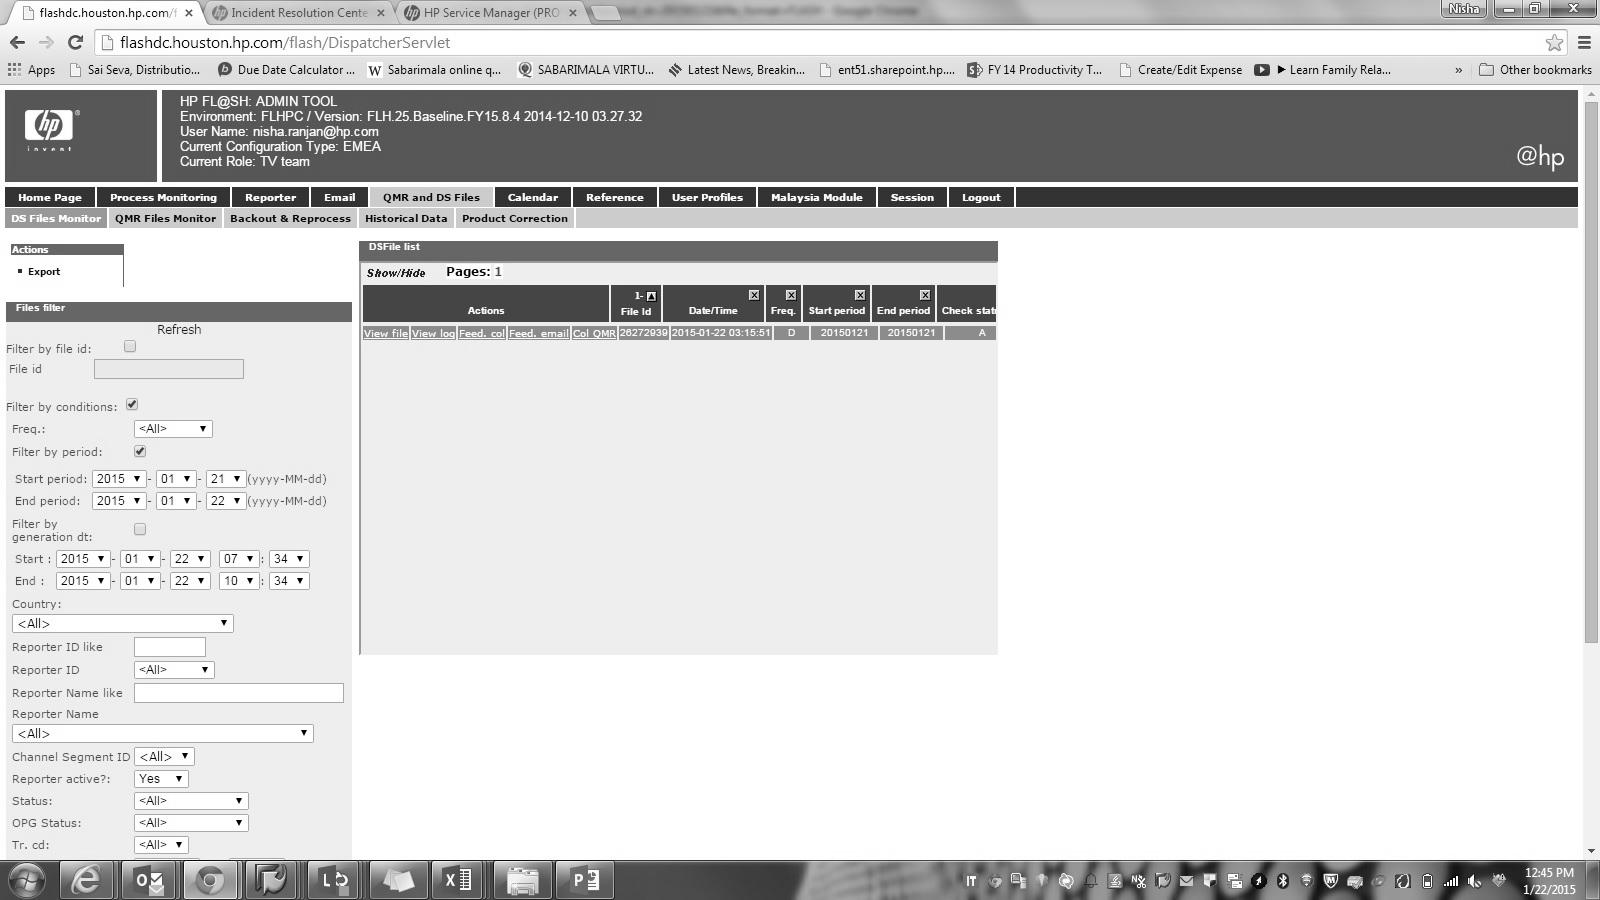 flashdc.houston.hp.com/f
Incident Resolution Cente
HP Service Manager (PRO
Google Chrome
Nisha
flashdc.houston.hp.com/flash/DispatcherServlet
Apps
Sai Seva, Distributio...
Due Date Calculator ...
W Sabarimala online q...
SABARIMALA VIRTU...
Latest News, Breakin...
ent51.sharepoint.hp....
FY 14 Productivity T...
Create/Edit Expense
Learn Family Rela...
»
Other bookmarks
hp
invent
HP FL@SH: ADMIN TOOL
Environment: FLHPC / Version: FLH.25.Baseline.FY15.8.4 2014-12-10 03.27.32
User Name: nisha.ranjan@hp.com
Current Configuration Type: EMEA
Current Role: TV team
@hp
Home Page Process Monitoring Reporter Email QMR and DS Files Calendar Reference User Profiles Malaysia Module Session Logout
DS Files Monitor QMR Files Monitor Backout & Reprocess Historical Data Product Correction
Actions
Export
Files filter
Refresh
Filter by file id:
File id
Filter by conditions:
Freq.: <All>
Filter by period:
Start period: 2015 - 01 - 21 (yyyy-MM-dd)
End period: 2015 - 01 - 22 (yyyy-MM-dd)
Filter by
generation dt:
Start : 2015 - 01 - 22 07 : 34
End : 2015 - 01 - 22 10 : 34
Country:
<All>
Reporter ID like
Reporter ID <All>
Reporter Name like
Reporter Name
<All>
Channel Segment ID <All>
Reporter active?: Yes
Status: <All>
OPG Status: <All>
Tr. cd: <All>
DSFile list
Show/Hide Pages: 1
Actions 1- File Id Date/Time Freq. Start period End period Check stat
View file View log Feed. col Feed. email Col QMR 26272939 2015-01-22 03:15:51 D 20150121 20150121 A
IT
12:45 PM
1/22/2015